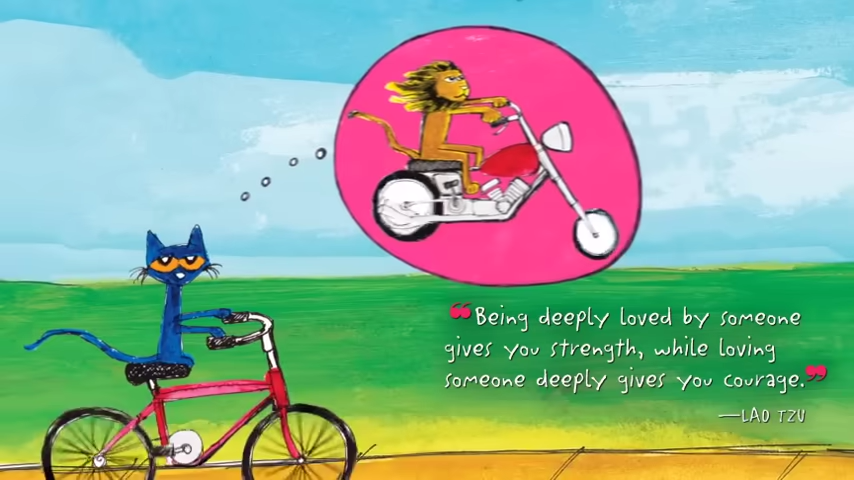 ❝Being deeply loved by someone
gives you strength, while loving
someone deeply gives you courage.❞
—LAO TZU